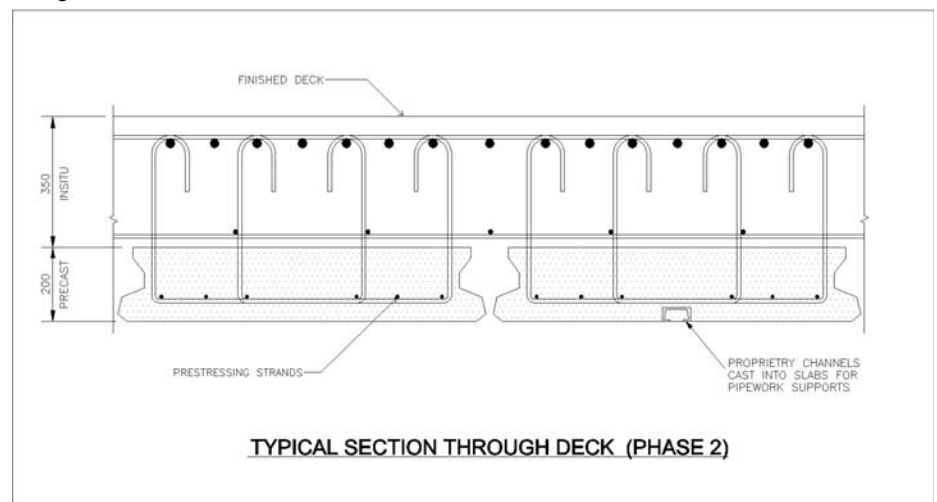 FINISHED DECK
350
INSITU
200
PRECAST
PRESTRESSING STRANDS
PROPRIETRY CHANNELS
CAST INTO SLABS FOR
PIPEWORK SUPPORTS
TYPICAL SECTION THROUGH DECK (PHASE 2)